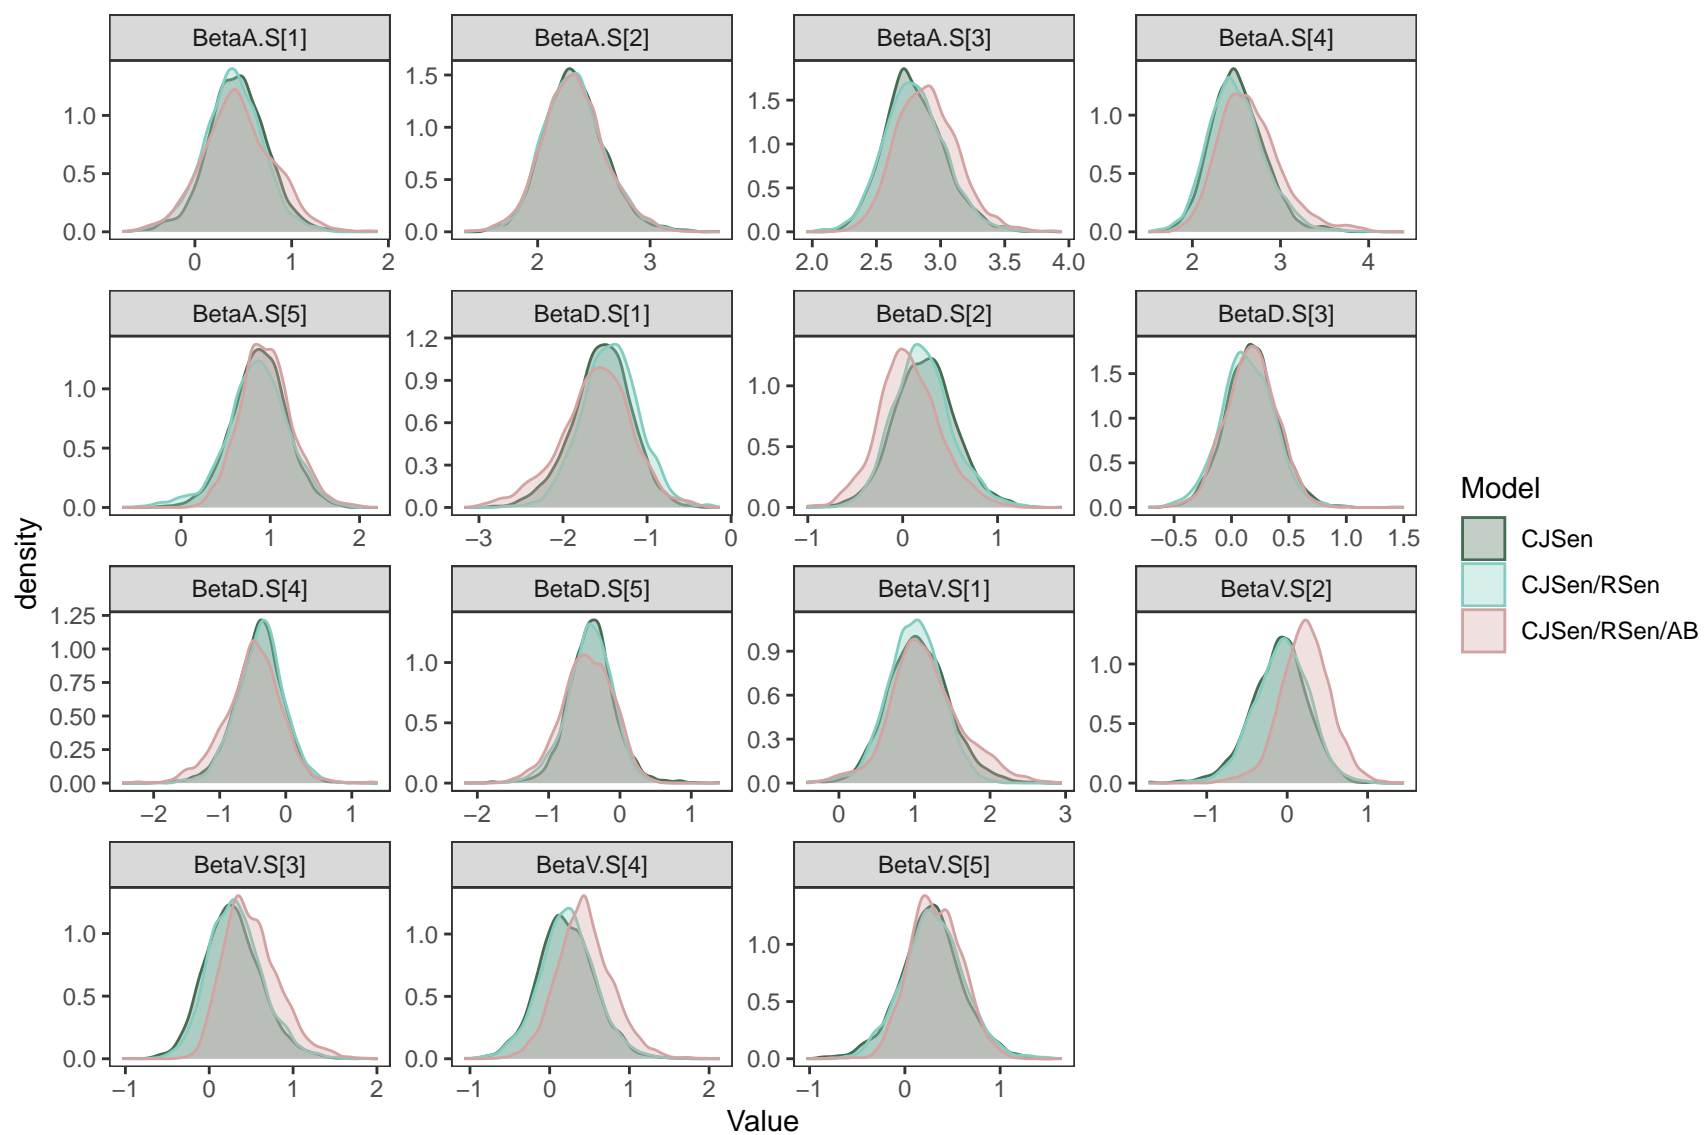 BetaA.S[1] BetaA.S[2] BetaA.S[3] BetaA.S[4]
1.0 0.5 0.0
0 1 2
1.5 1.0 0.5 0.0
2 3
1.5 1.0 0.5 0.0
2.0 2.5 3.0 3.5 4.0
1.0 0.5 0.0
2 3 4
BetaA.S[5] BetaD.S[1] BetaD.S[2] BetaD.S[3]
1.0 0.5 0.0
0 1 2
1.2 0.9 0.6 0.3 0.0
−3 −2 −1 0
1.0 0.5 0.0
−1 0 1
1.5 1.0 0.5 0.0
−0.5 0.0 0.5 1.0 1.5
BetaD.S[4] BetaD.S[5] BetaV.S[1] BetaV.S[2]
1.25 1.00 0.75 0.50 0.25 0.00
−2 −1 0 1
1.0 0.5 0.0
−2 −1 0 1
0.9 0.6 0.3 0.0
0 1 2 3
1.0 0.5 0.0
−1 0 1
BetaV.S[3] BetaV.S[4] BetaV.S[5]
1.0 0.5 0.0
−1 0 1 2
1.0 0.5 0.0
−1 0 1 2
1.0 0.5 0.0
−1 0 1
density
Value
Model
CJSen
CJSen/RSen
CJSen/RSen/AB